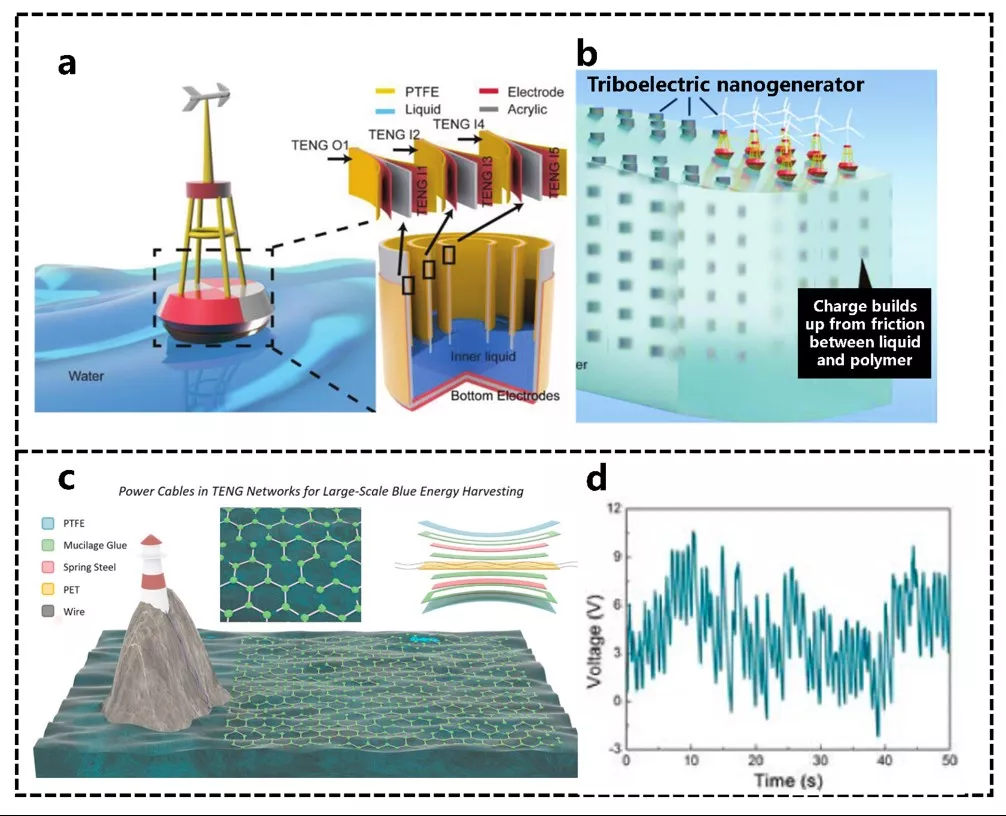 a
PTFE
Electrode
Liquid
Acrylic
TENG O1
TENG I2
TENG I4
TENG I1
TENG I3
TENG I5
Water
Inner liquid
Bottom Electrodes
b
Triboelectric nanogenerator
Charge builds
up from friction
between liquid
and polymer
er
c
Power Cables in TENG Networks for Large-Scale Blue Energy Harvesting
PTFE
Mucilage Glue
Spring Steel
PET
Wire
d
12
9
6
3
0
-3
Voltage (V)
0
10
20
30
40
50
Time (s)